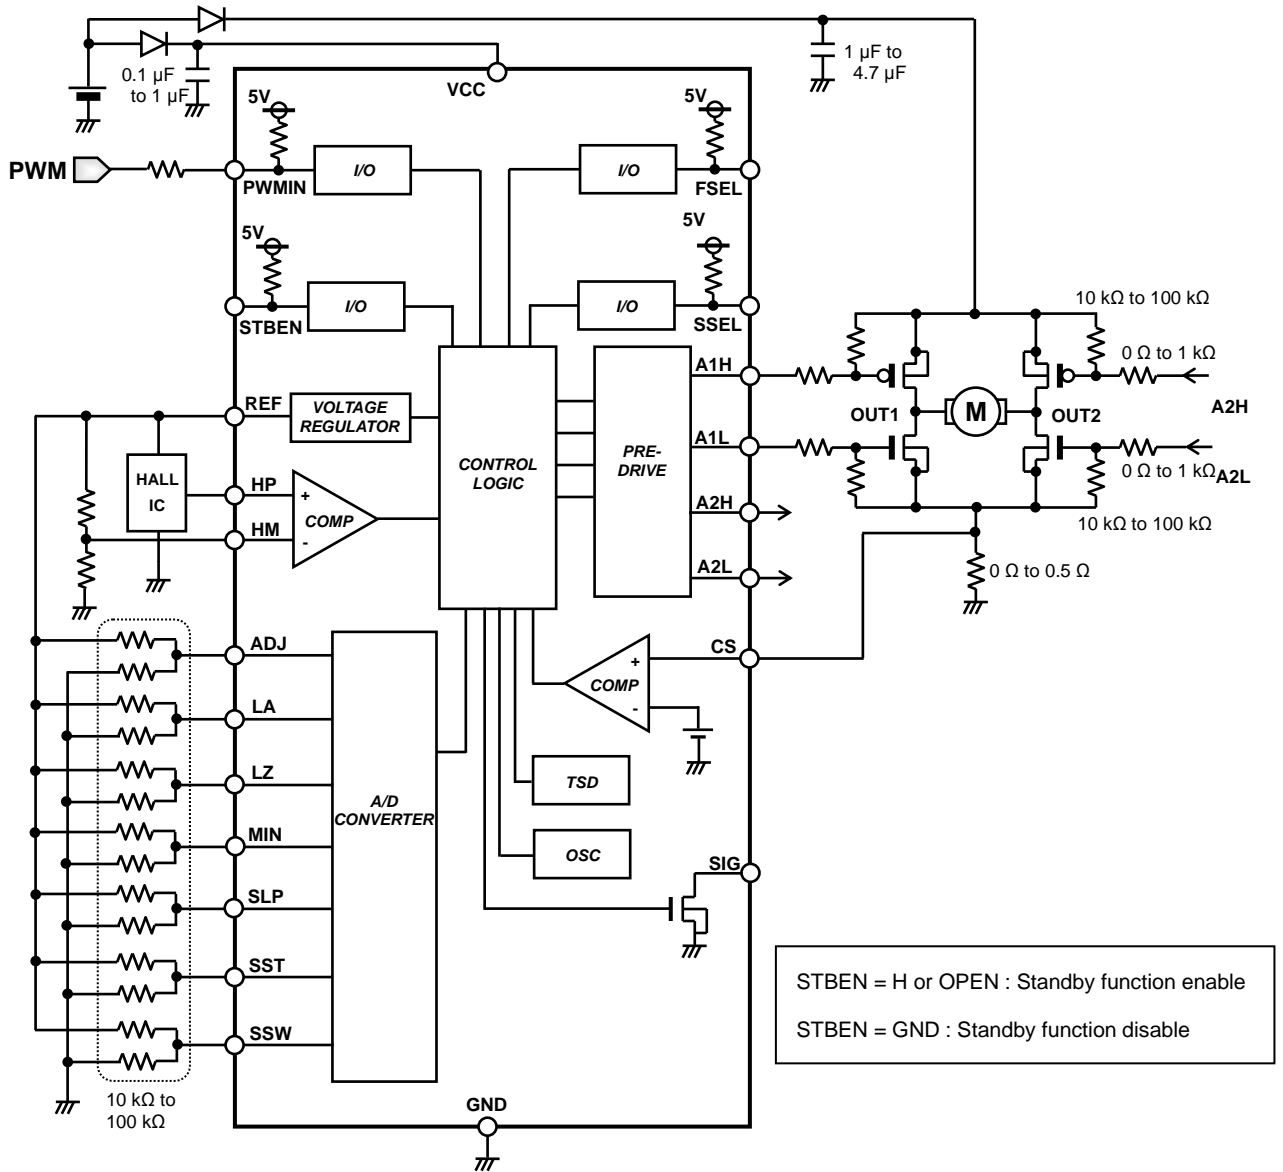 1 µF to
4.7 µF
0.1 µF
to 1 µF
VCC
5V
5V
PWM
PWMIN
I/O
I/O
FSEL
5V
5V
STBEN
I/O
I/O
SSEL
10 kΩ to 100 kΩ
0 Ω to 1 kΩ
A1H
REF
VOLTAGE
REGULATOR
OUT1
M
OUT2
A2H
A1L
CONTROL
LOGIC
PRE-
DRIVE
HALL
IC
HP
+
COMP
-
HM
0 Ω to 1 kΩ
A2L
A2H
10 kΩ to 100 kΩ
A2L
0 Ω to 0.5 Ω
ADJ
CS
+
COMP
-
LA
LZ
TSD
A/D
CONVERTER
MIN
OSC
SIG
SLP
SST
STBEN = H or OPEN : Standby function enable
STBEN = GND : Standby function disable
SSW
10 kΩ to
100 kΩ
GND